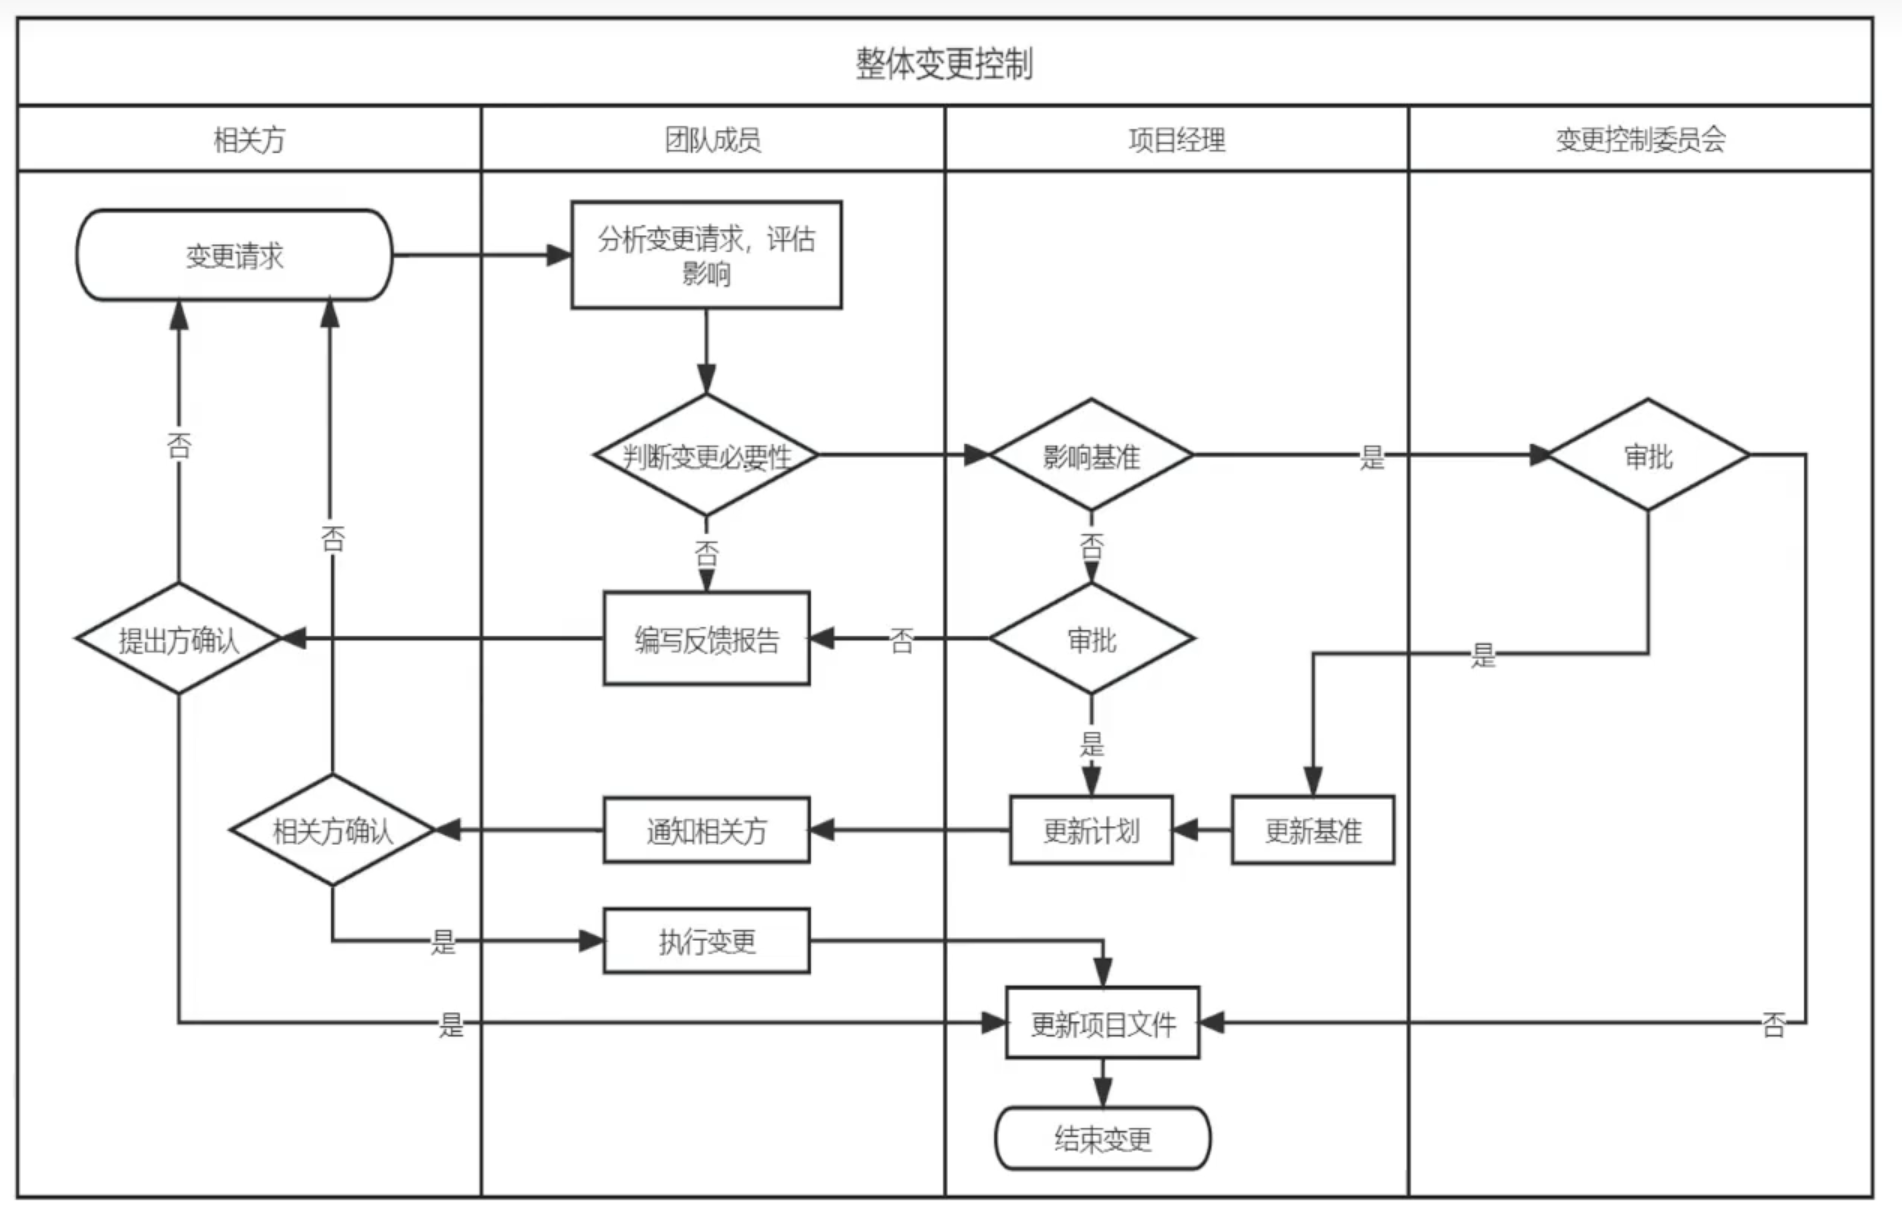 整体变更控制
相关方
团队成员
项目经理
变更控制委员会
变更请求
分析变更请求，评估
影响
判断变更必要性
影响基准
是
审批
否
否
否
否
提出方确认
编写反馈报告
否
审批
是
是
相关方确认
通知相关方
更新计划
更新基准
是
执行变更
是
更新项目文件
否
结束变更